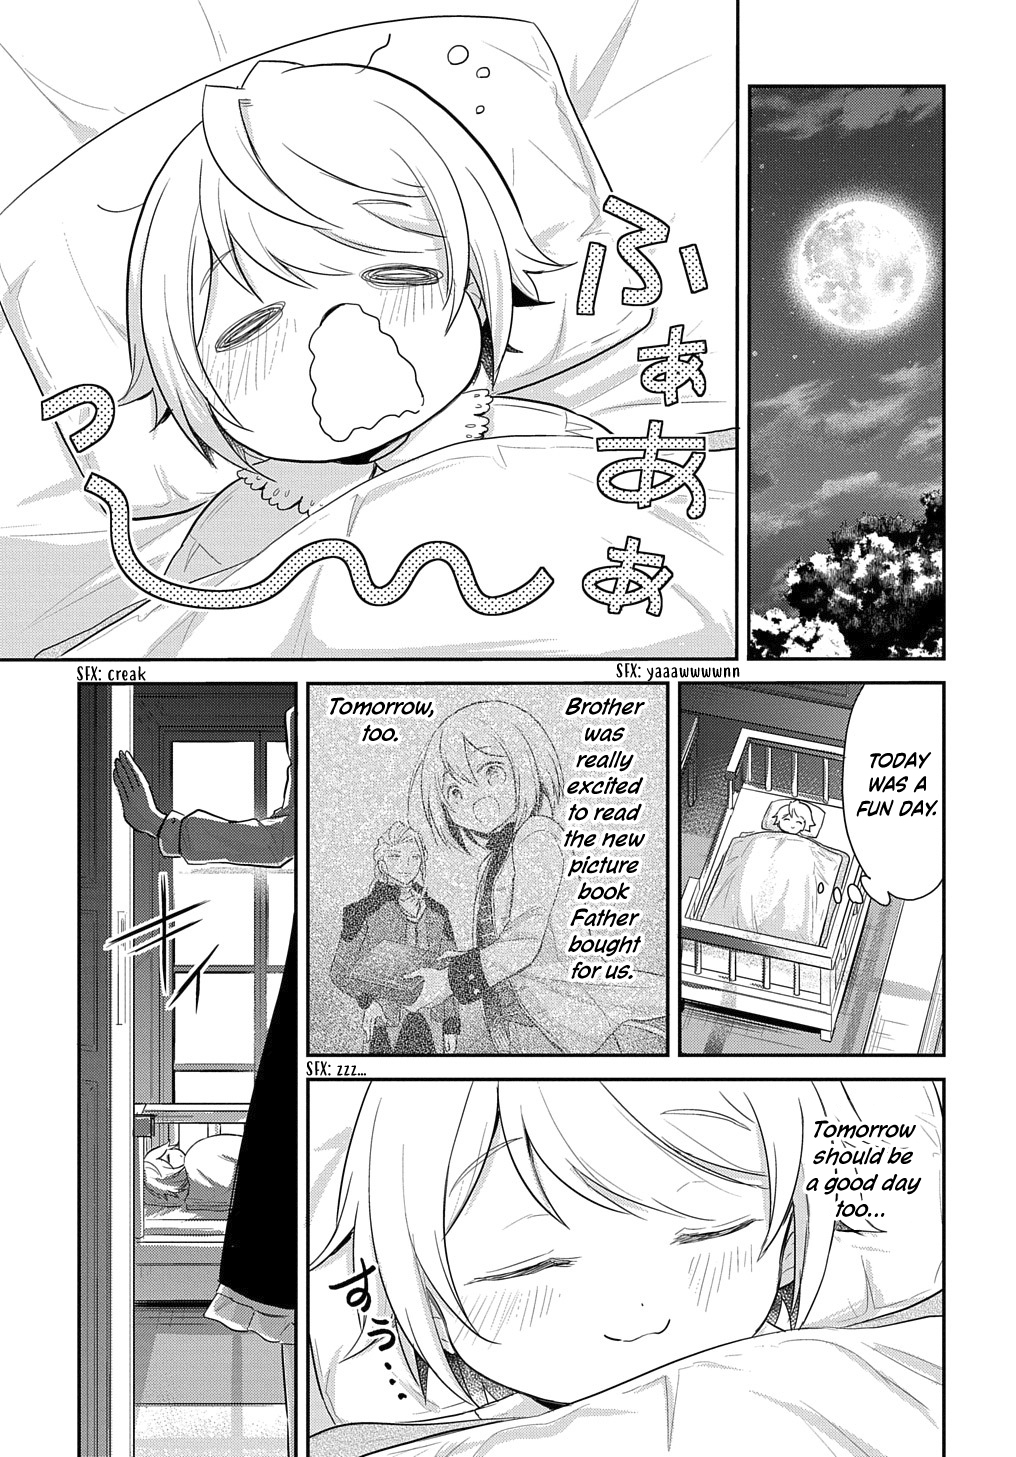 ふぁあぁ
っ〜
SFX: yaaawwwwnn
TODAY
WAS A
FUN DAY.
Brother
was
really
excited
to read
the new
picture
book
Father
bought
for us.
Tomorrow,
too.
SFX: creak
キィ
SFX: zzz...
Tomorrow
should be
a good day
too...
すぅ...